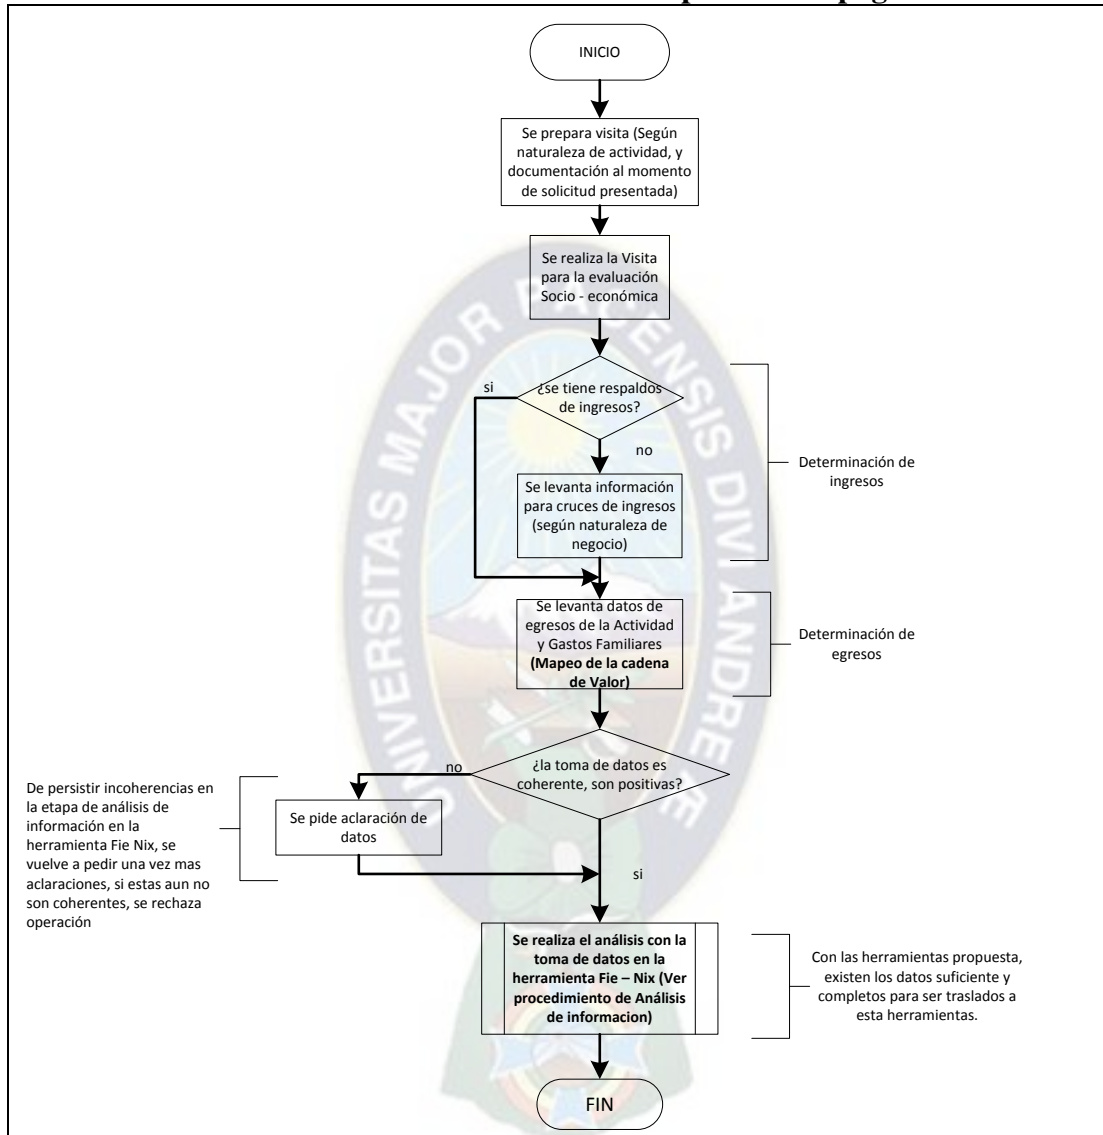 INICIO
Se prepara visita (Según
naturaleza de actividad, y
documentación al momento
de solicitud presentada)
Se realiza la Visita
para la evaluación
Socio - económica
¿se tiene respaldos
de ingresos?
si
no
Se levanta información
para cruces de ingresos
(según naturaleza de
negocio)
Determinación de
ingresos
Se levanta datos de
egresos de la Actividad
y Gastos Familiares
(Mapeo de la cadena
de Valor)
Determinación de
egresos
¿la toma de datos es
coherente, son positivas?
no
si
Se pide aclaración de
datos
De persistir incoherencias en
la etapa de análisis de
información en la
herramienta Fie Nix, se
vuelve a pedir una vez mas
aclaraciones, si estas aun no
son coherentes, se rechaza
operación
Se realiza el análisis con la
toma de datos en la
herramienta Fie – Nix (Ver
procedimiento de Análisis
de informacion)
Con las herramientas propuesta,
existen los datos suficiente y
completos para ser traslados a
esta herramientas.
FIN
UNIVERSITAS MAJOR PACENSIS DIVI ANDREÆ